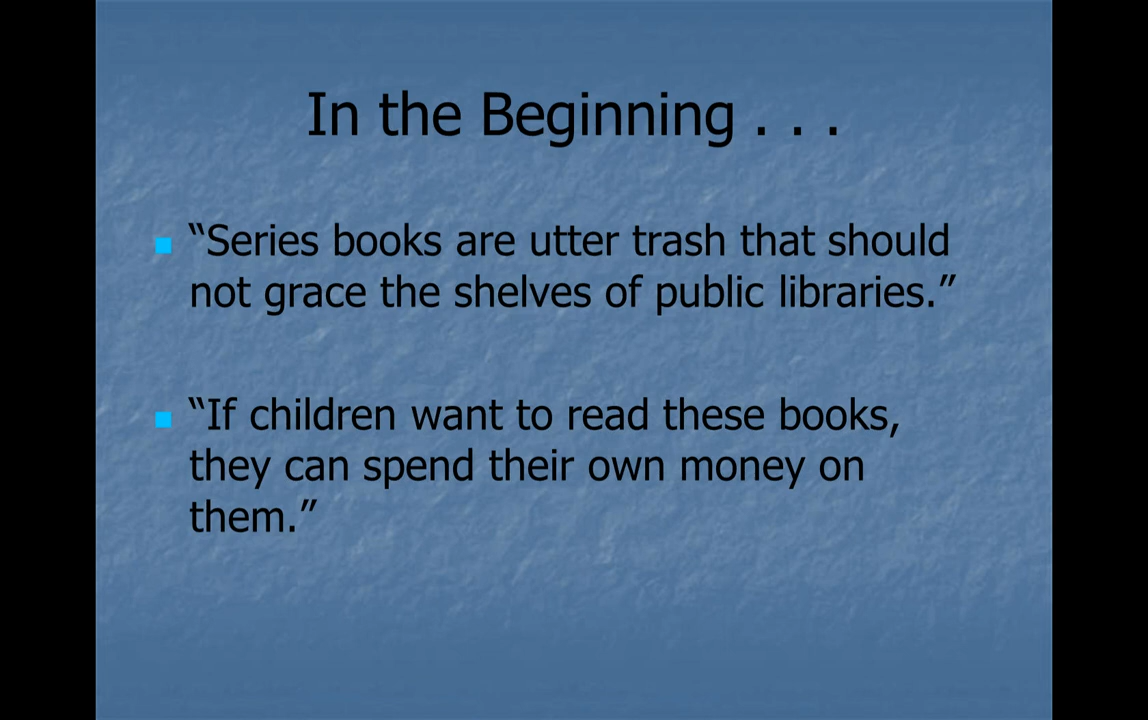 In the Beginning . . .
“Series books are utter trash that should
not grace the shelves of public libraries.”
“If children want to read these books,
they can spend their own money on
them.”